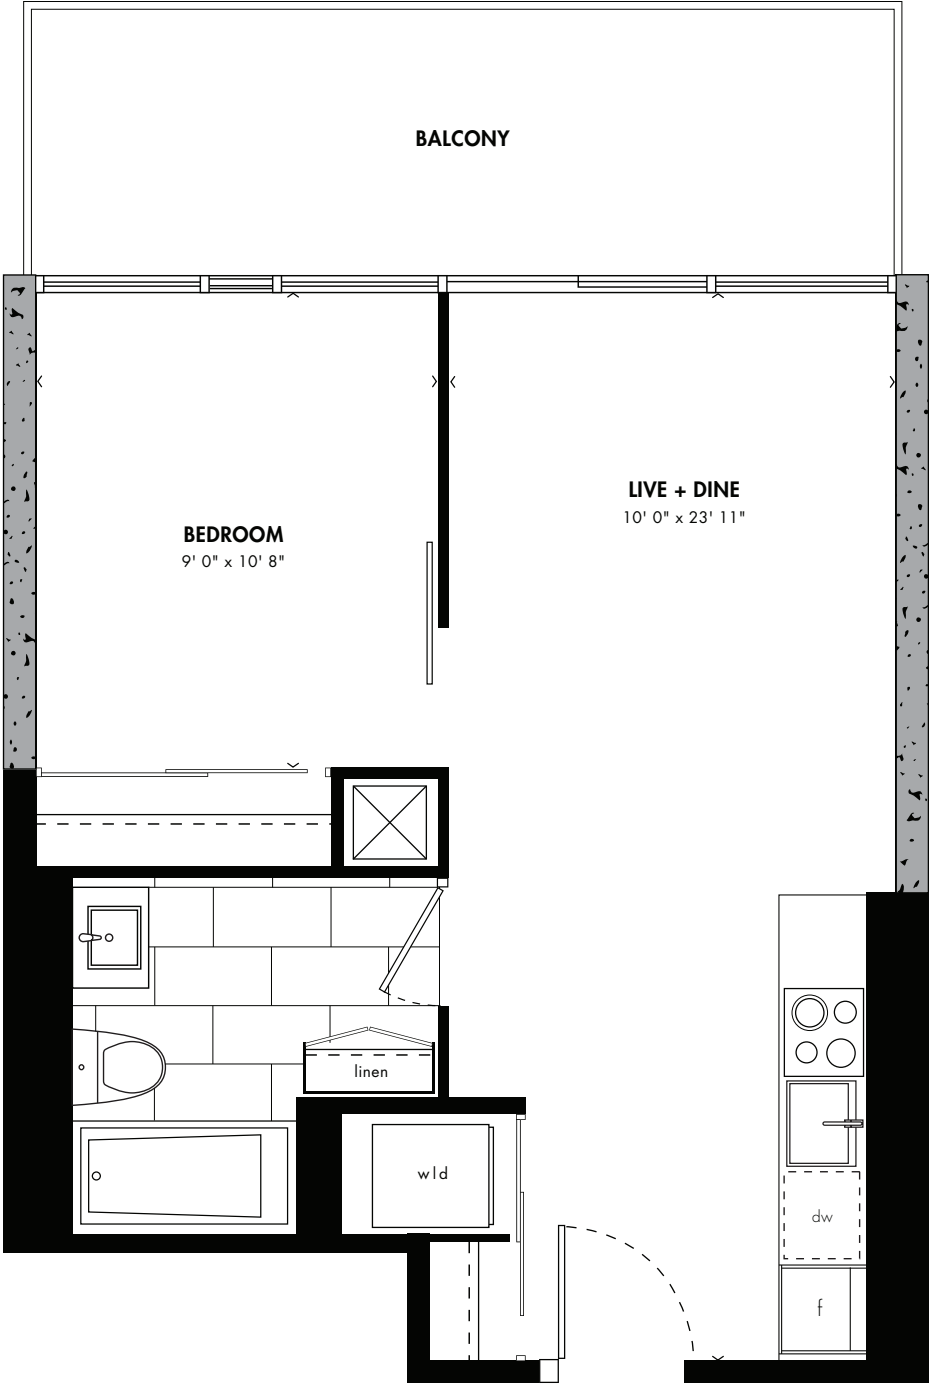 BALCONY
LIVE + DINE
10' 0" x 23' 11"
BEDROOM
9' 0" x 10' 8"
linen
w/d
dw
f